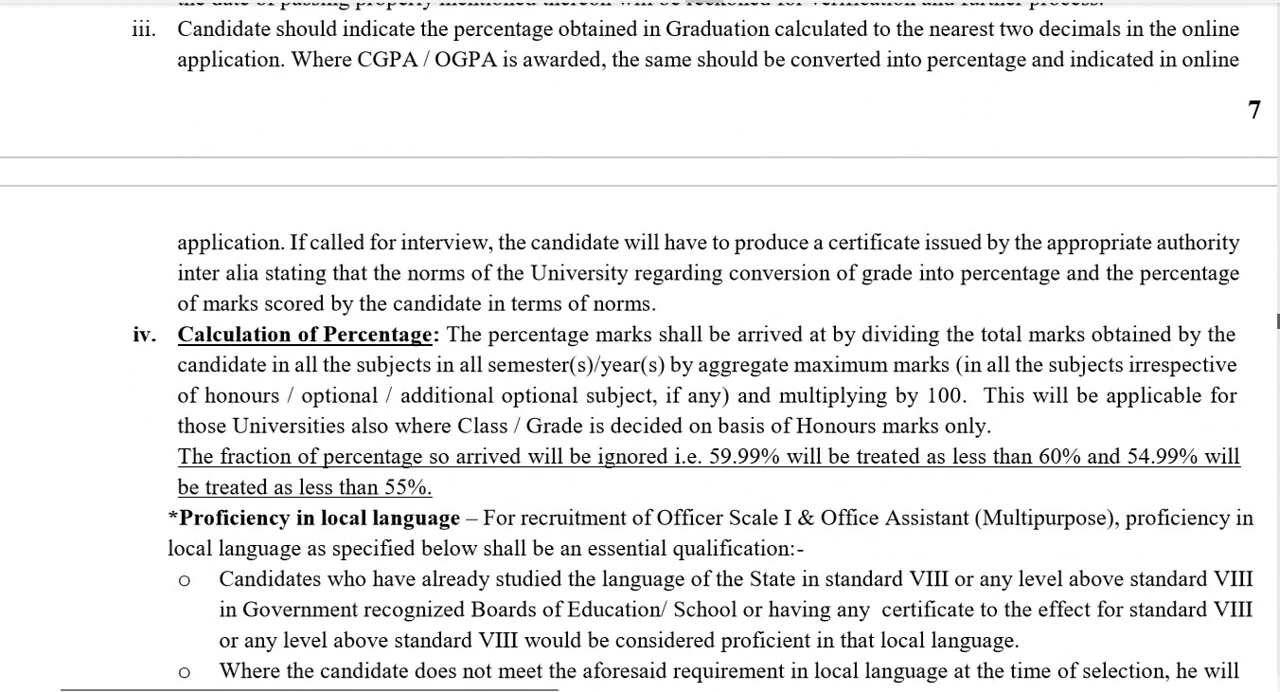 iii. Candidate should indicate the percentage obtained in Graduation calculated to the nearest two decimals in the online
application. Where CGPA / OGPA is awarded, the same should be converted into percentage and indicated in online
7
application. If called for interview, the candidate will have to produce a certificate issued by the appropriate authority
inter alia stating that the norms of the University regarding conversion of grade into percentage and the percentage
of marks scored by the candidate in terms of norms.
iv. Calculation of Percentage: The percentage marks shall be arrived at by dividing the total marks obtained by the
candidate in all the subjects in all semester(s)/year(s) by aggregate maximum marks (in all the subjects irrespective
of honours / optional / additional optional subject, if any) and multiplying by 100. This will be applicable for
those Universities also where Class / Grade is decided on basis of Honours marks only.
The fraction of percentage so arrived will be ignored i.e. 59.99% will be treated as less than 60% and 54.99% will
be treated as less than 55%.
*Proficiency in local language – For recruitment of Officer Scale I & Office Assistant (Multipurpose), proficiency in
local language as specified below shall be an essential qualification:-
o Candidates who have already studied the language of the State in standard VIII or any level above standard VIII
in Government recognized Boards of Education/ School or having any certificate to the effect for standard VIII
or any level above standard VIII would be considered proficient in that local language.
o Where the candidate does not meet the aforesaid requirement in local language at the time of selection, he will